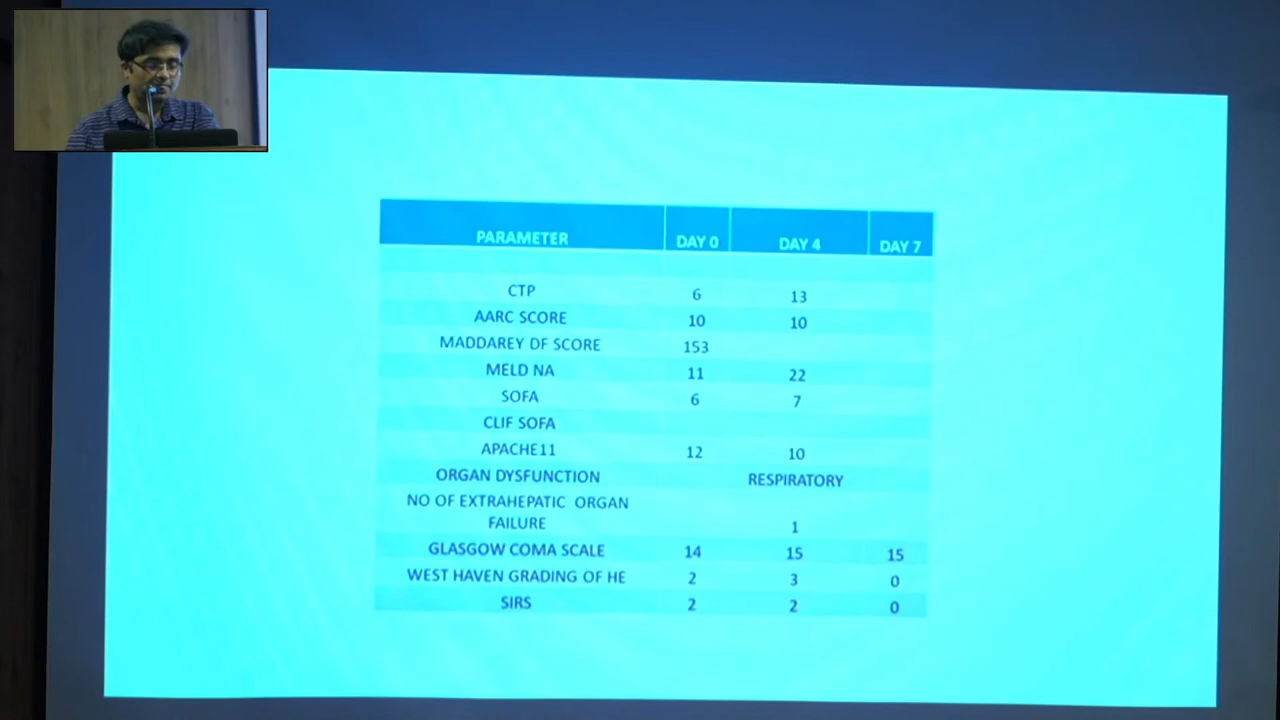 PARAMETER DAY 0 DAY 4 DAY 7
CTP 6 13
AARC SCORE 10 10
MADDAREY DF SCORE 153
MELD NA 11 22
SOFA 6 7
CLIF SOFA
APACHE11 12 10
ORGAN DYSFUNCTION RESPIRATORY
NO OF EXTRAHEPATIC ORGAN
FAILURE 1
GLASGOW COMA SCALE 14 15 15
WEST HAVEN GRADING OF HE 2 3 0
SIRS 2 2 0